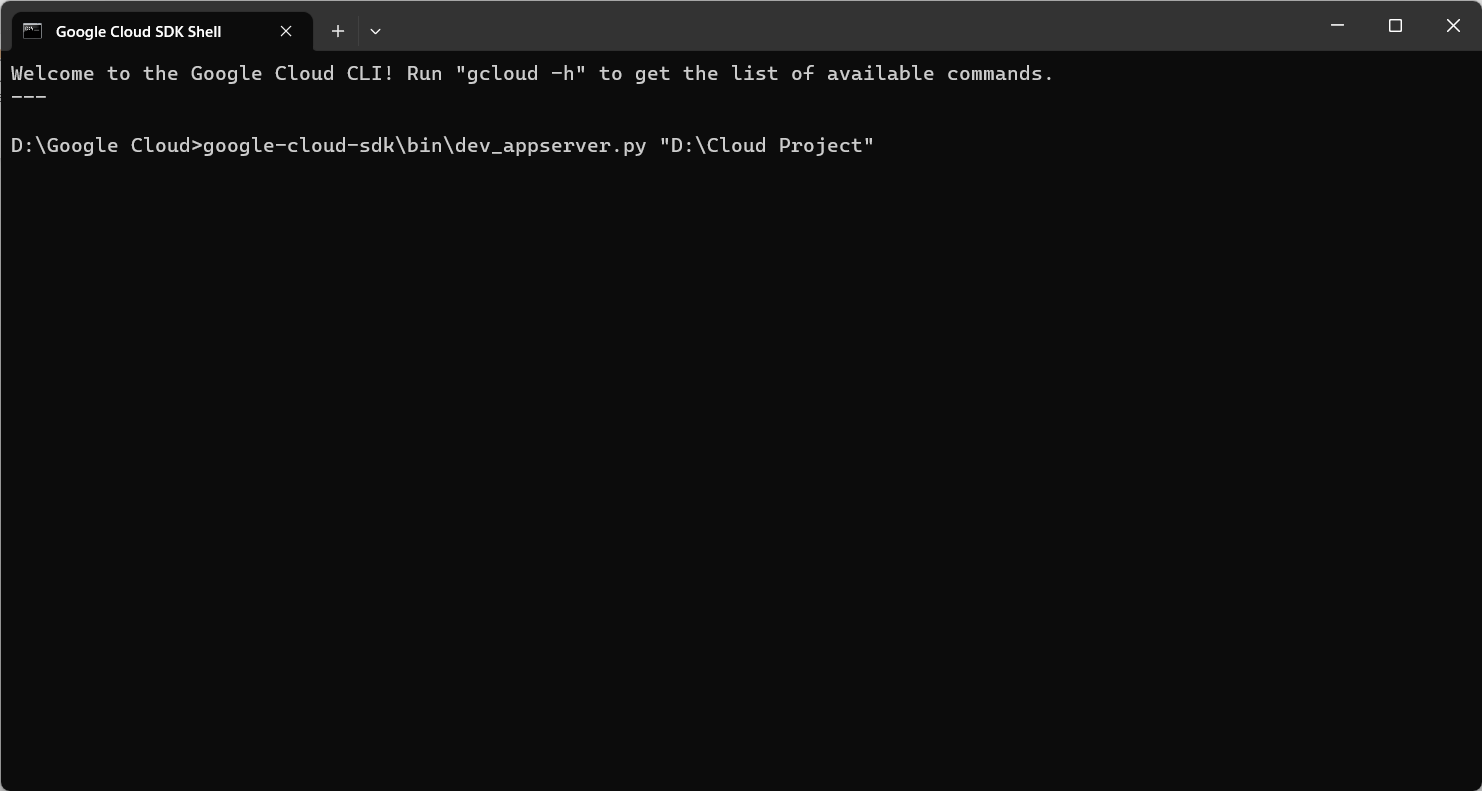 Google Cloud SDK Shell
Welcome to the Google Cloud CLI! Run "gcloud -h" to get the list of available commands.
---
D:\Google Cloud>google-cloud-sdk\bin\dev_appserver.py "D:\Cloud Project"